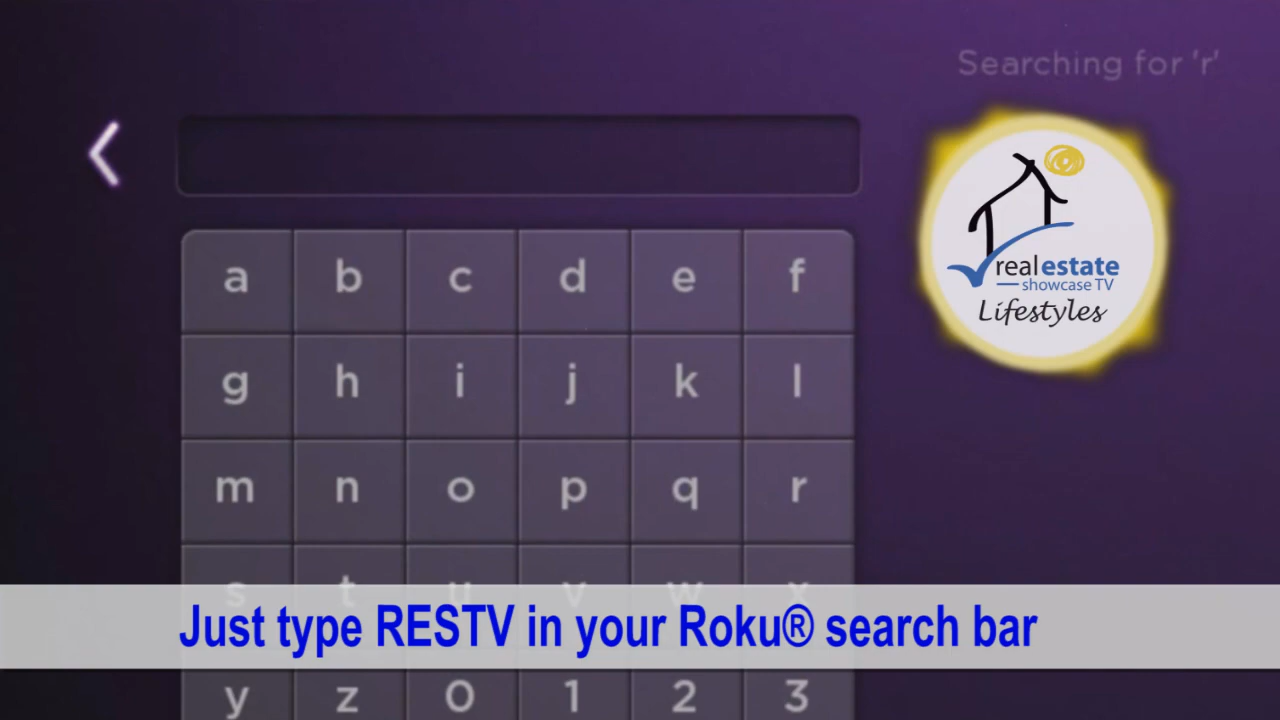 Searching for 'r'
real estate
showcase TV
Lifestyles
a b c d e f
g h i j k l
m n o p q r
s t u v w x
Just type RESTV in your Roku® search bar
y z 0 1 2 3